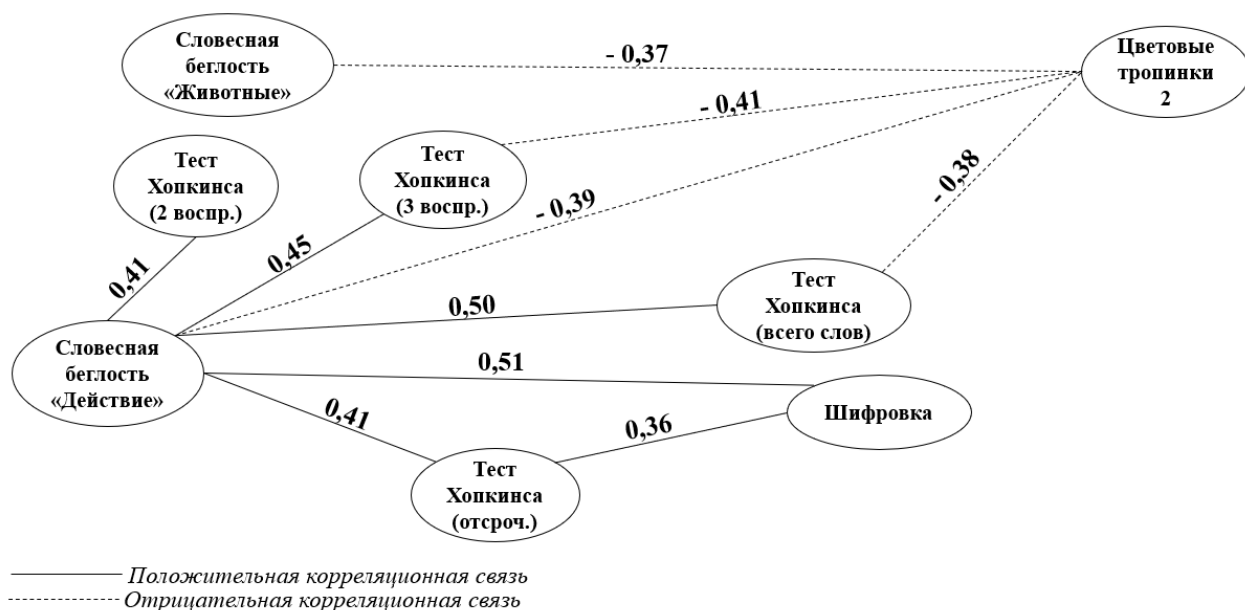 Словесная
беглость
«Животные»
- 0,37
Цветовые
тропинки
2
- 0,41
Тест
Хопкинса
(2 воспр.)
Тест
Хопкинса
(3 воспр.)
- 0,38
- 0,39
0,41
0,45
Тест
Хопкинса
(всего слов)
0,50
Словесная
беглость
«Действие»
0,51
Шифровка
0,41
0,36
Тест
Хопкинса
(отсроч.)
Положительная корреляционная связь
Отрицательная корреляционная связь